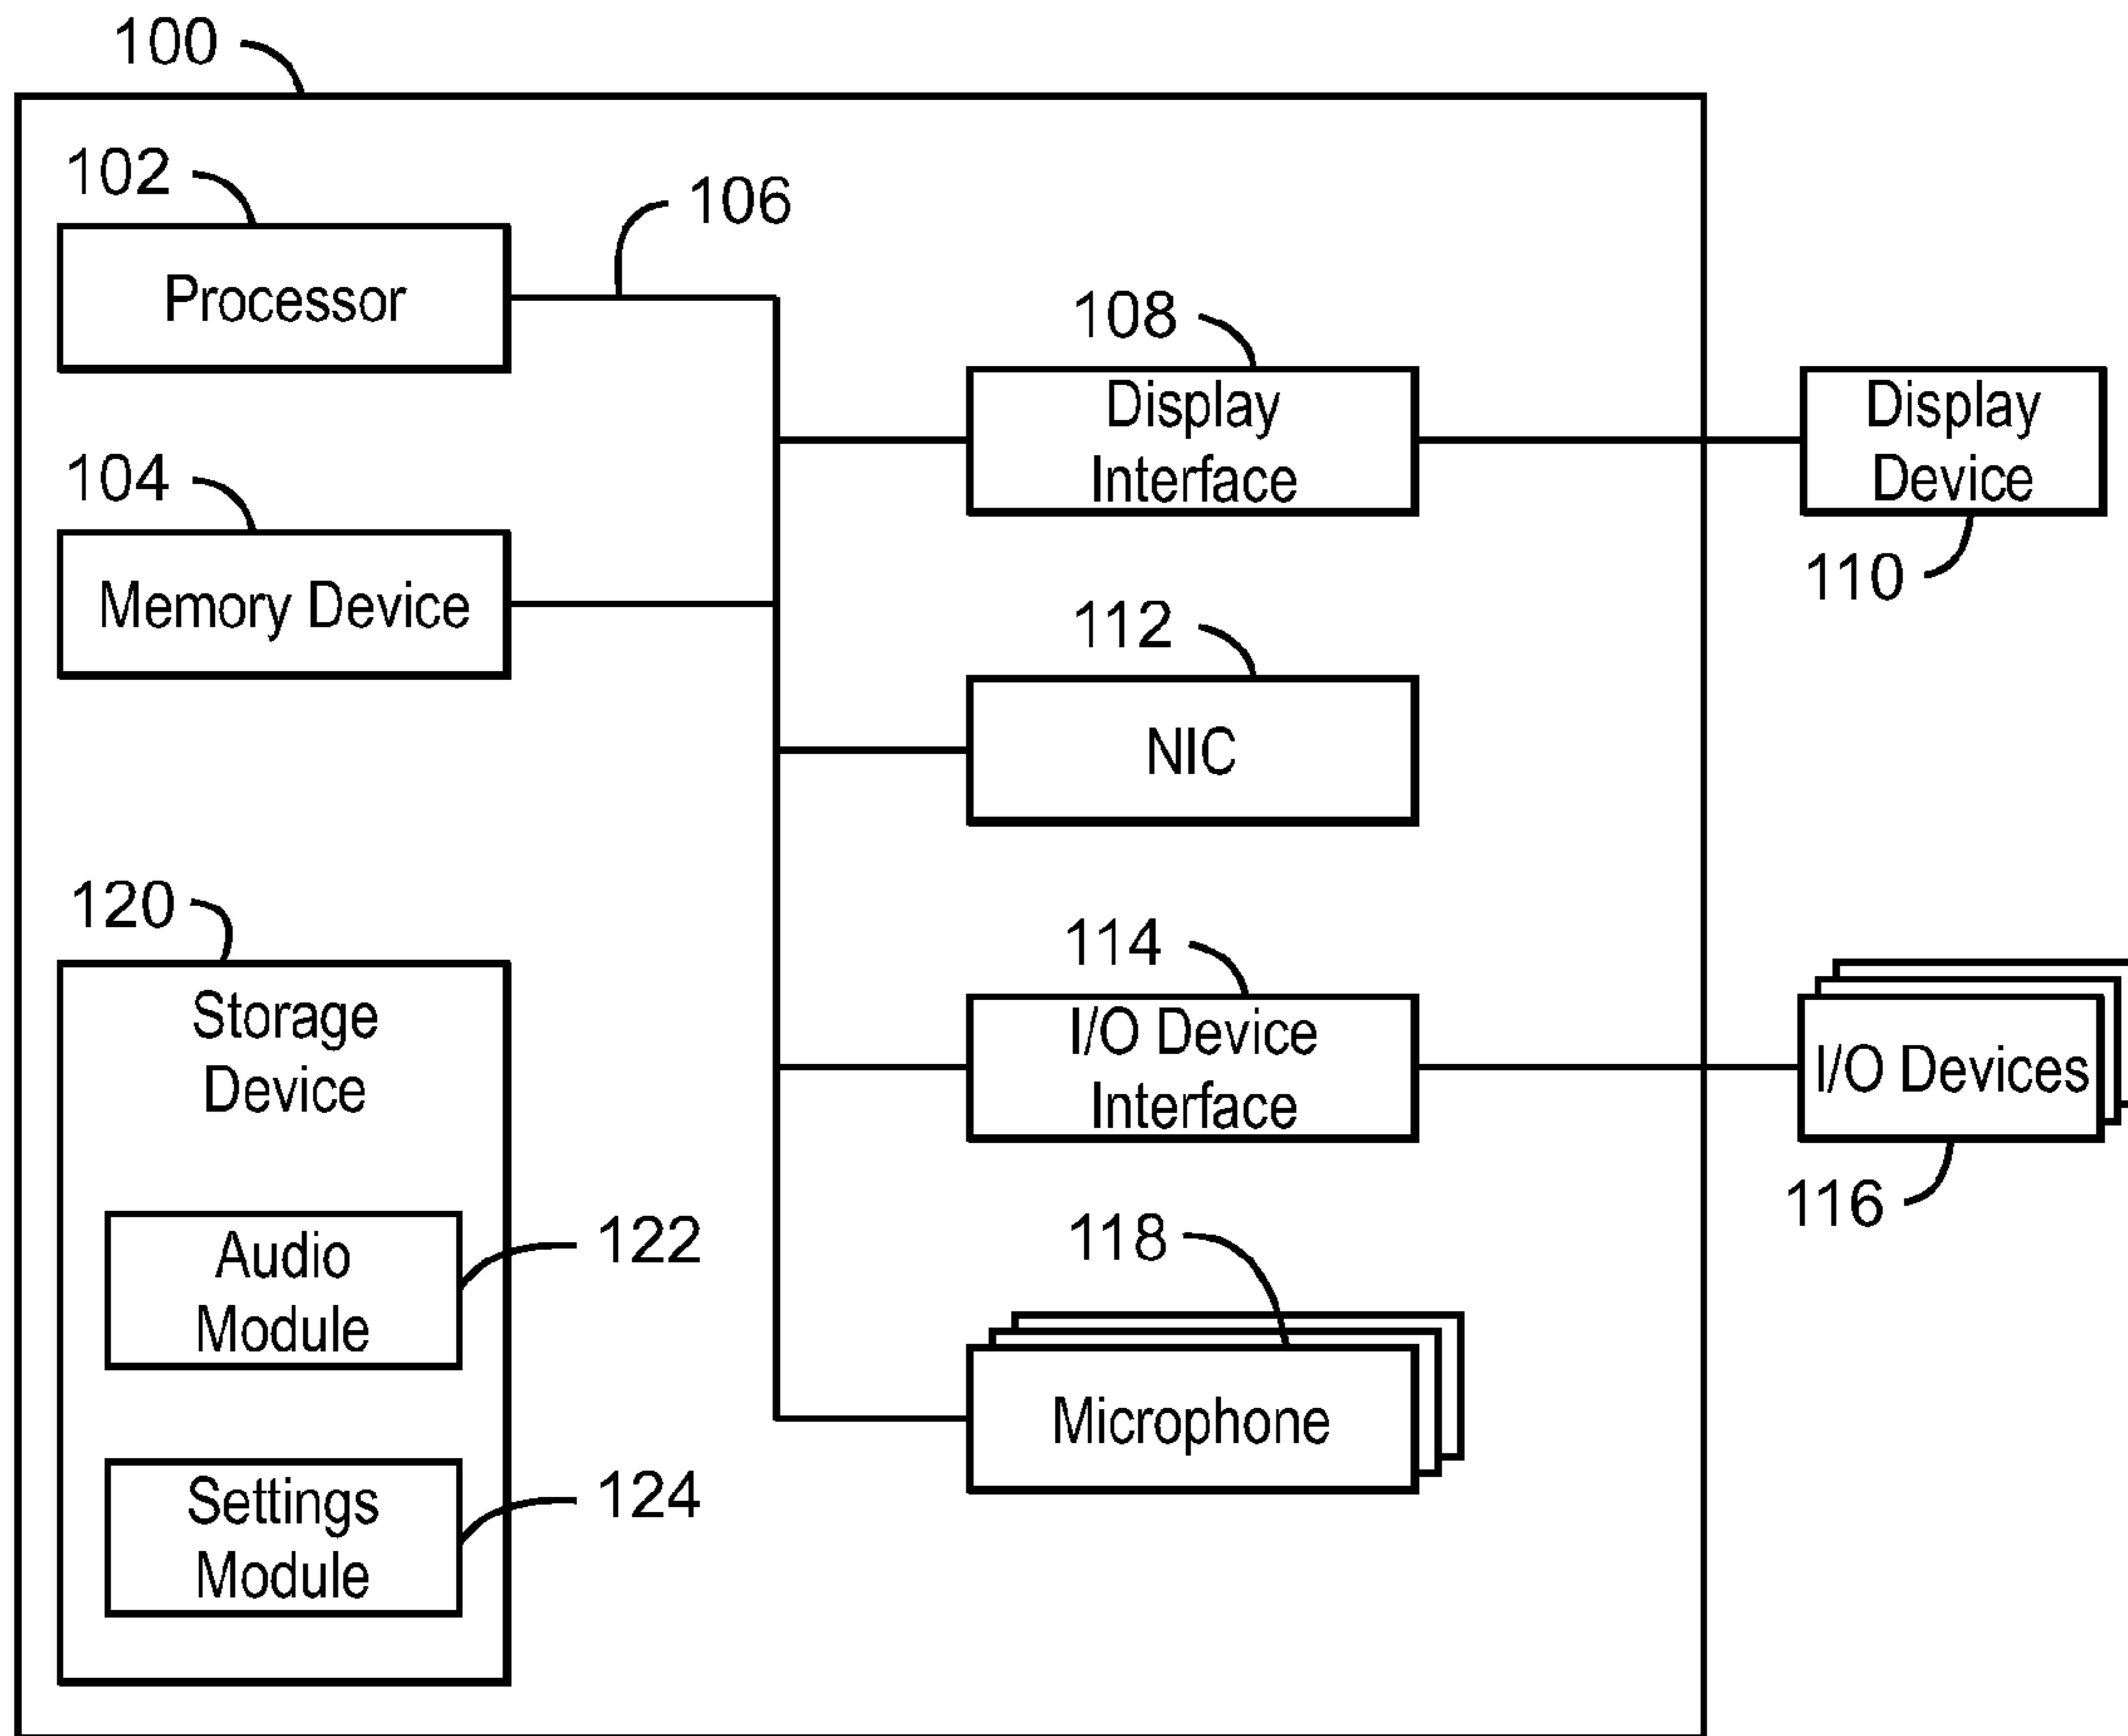 100
102
Processor
106
108
Display
Interface
Display
Device
110
104
Memory Device
112
NIC
120
Storage
Device
114
I/O Device
Interface
I/O Devices
116
Audio
Module
122
118
Microphone
Settings
Module
124